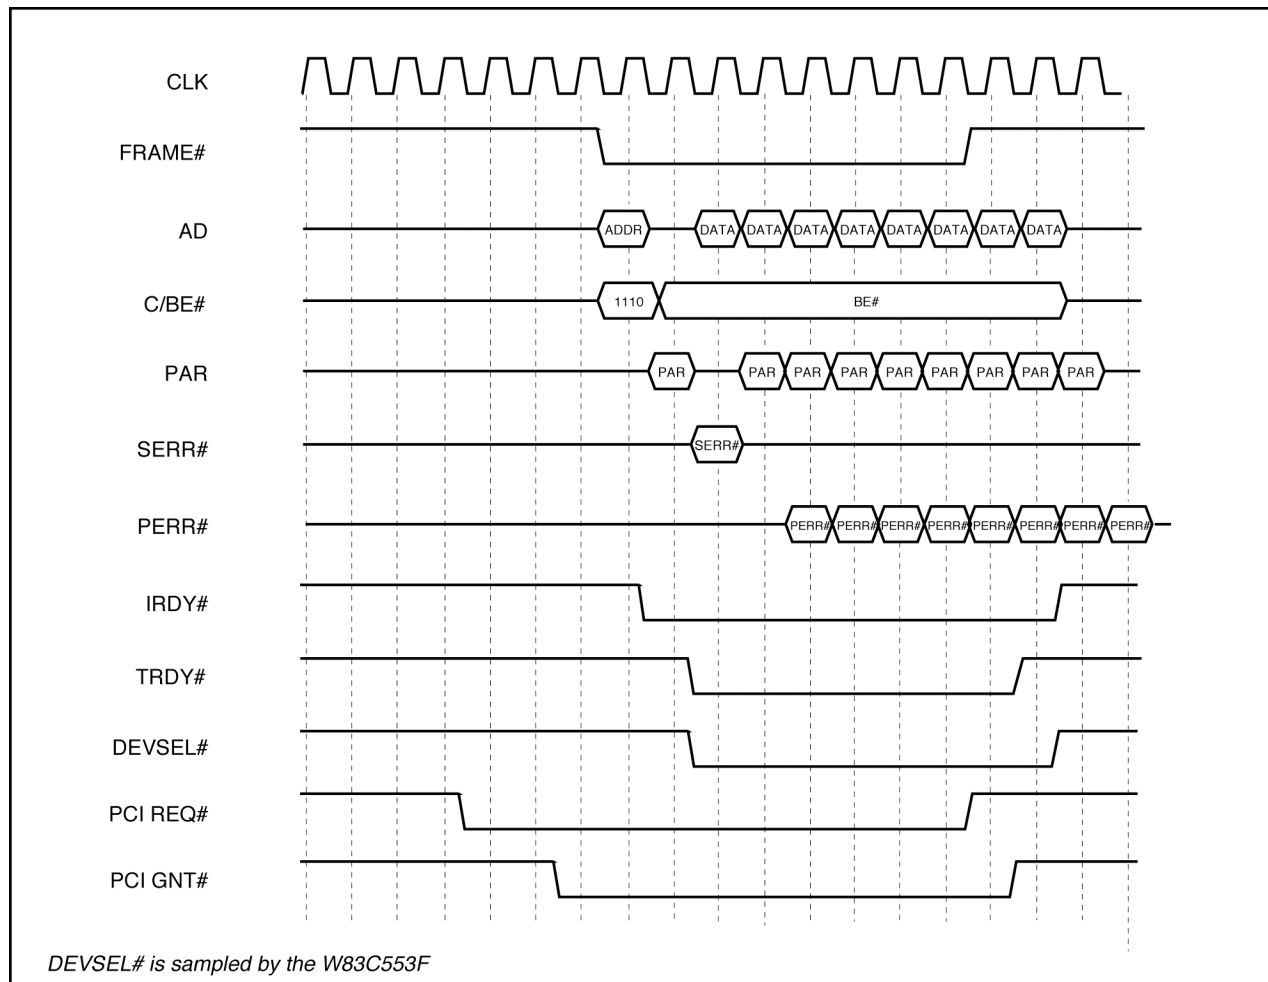 CLK
FRAME#
AD
ADDR DATA DATA DATA DATA DATA DATA DATA DATA
C/BE#
1110 BE#
PAR
PAR PAR PAR PAR PAR PAR PAR PAR PAR
SERR#
SERR#
PERR#
PERR# PERR# PERR# PERR# PERR# PERR# PERR# PERR#
IRDY#
TRDY#
DEVSEL#
PCI REQ#
PCI GNT#
DEVSEL# is sampled by the W83C553F